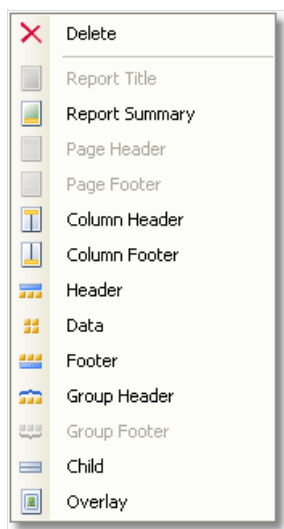 Delete
Report Title
Report Summary
Page Header
Page Footer
Column Header
Column Footer
Header
Data
Footer
Group Header
Group Footer
Child
Overlay